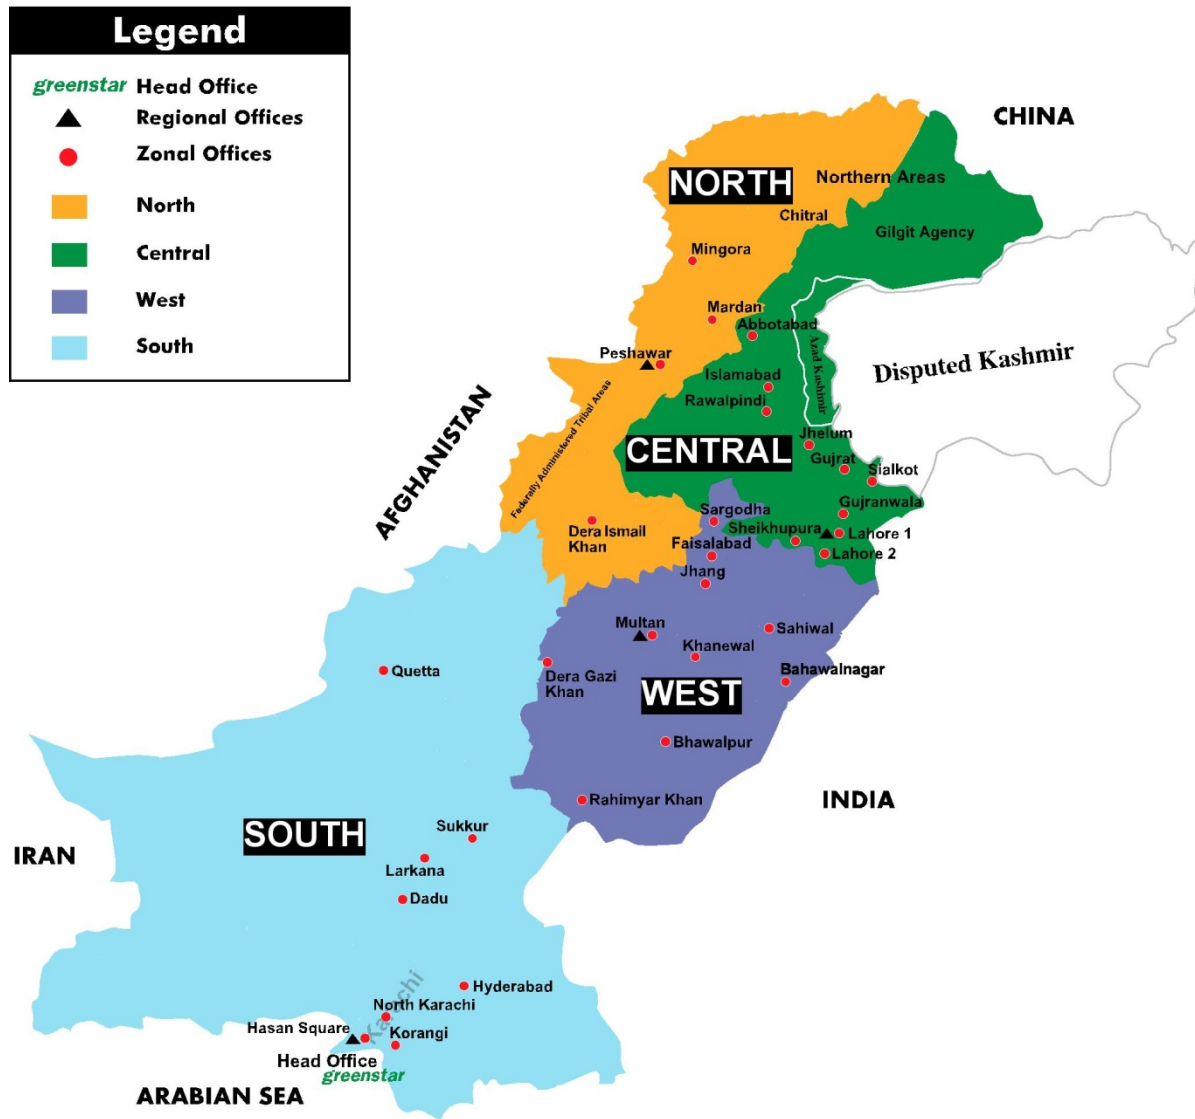 Legend
greenstar Head Office
Regional Offices
Zonal Offices
North
Central
West
South
CHINA
NORTH
Northern Areas
Chitral
Gilgit Agency
Mingora
Mardan
Abbotabad
Peshawar
Azad Kashmir
Disputed Kashmir
Islamabad
Rawalpindi
Federally Administered Tribal Areas
AFGHANISTAN
CENTRAL
Jhelum
Gujrat
Sialkot
Gujranwala
Sargodha
Sheikhupura
Lahore 1
Dera Ismail
Khan
Faisalabad
Lahore 2
Jhang
Multan
Sahiwal
Khanewal
Quetta
Dera Gazi
Khan
Bahawalnagar
WEST
Bhawalpur
INDIA
Rahimyar Khan
SOUTH
Sukkur
IRAN
Larkana
Dadu
Hyderabad
Karachi
North Karachi
Hasan Square
Korangi
Head Office
greenstar
ARABIAN SEA